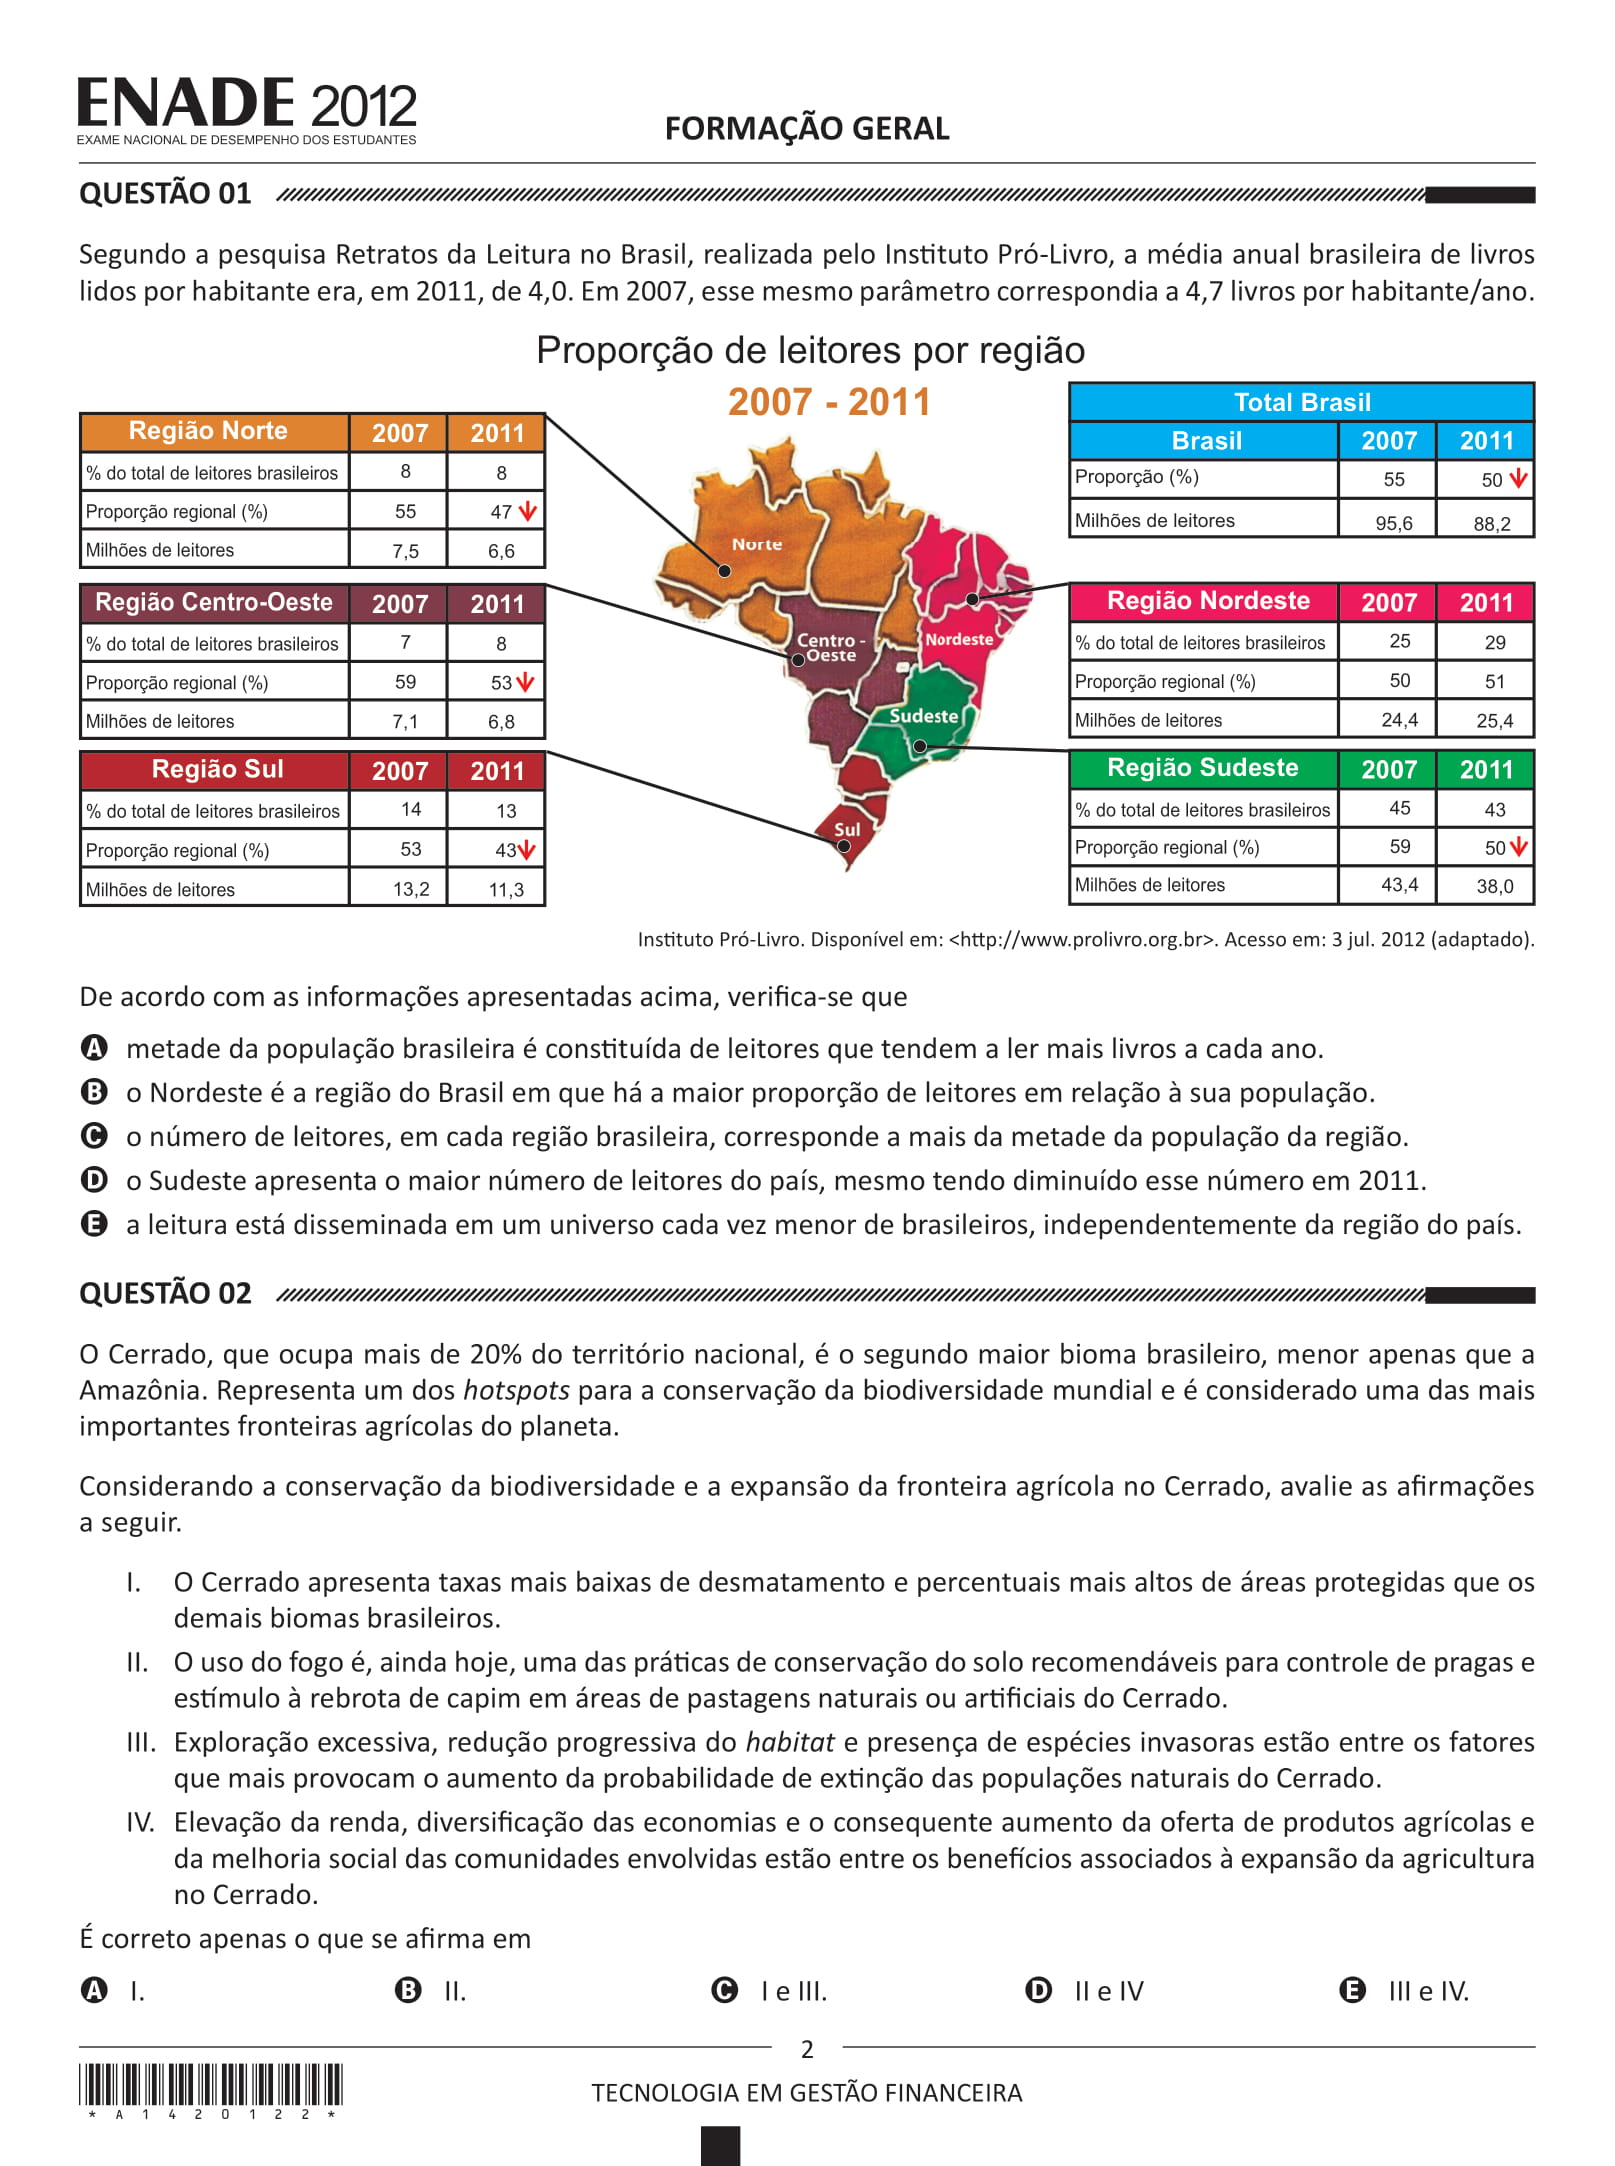 ENADE 2012
EXAME NACIONAL DE DESEMPENHO DOS ESTUDANTES
FORMAÇÃO GERAL
QUESTÃO 01
Segundo a pesquisa Retratos da Leitura no Brasil, realizada pelo Instituto Pró-Livro, a média anual brasileira de livros
lidos por habitante era, em 2011, de 4,0. Em 2007, esse mesmo parâmetro correspondia a 4,7 livros por habitante/ano.
Proporção de leitores por região
2007 - 2011
Região Norte 2007 2011
% do total de leitores brasileiros 8 8
Proporção regional (%) 55 47
Milhões de leitores 7,5 6,6
Região Centro-Oeste 2007 2011
% do total de leitores brasileiros 7 8
Proporção regional (%) 59 53
Milhões de leitores 7,1 6,8
Região Sul 2007 2011
% do total de leitores brasileiros 14 13
Proporção regional (%) 53 43
Milhões de leitores 13,2 11,3
Norte
Centro -
Oeste
Nordeste
Sudeste
Sul
Total Brasil
Brasil 2007 2011
Proporção (%) 55 50
Milhões de leitores 95,6 88,2
Região Nordeste 2007 2011
% do total de leitores brasileiros 25 29
Proporção regional (%) 50 51
Milhões de leitores 24,4 25,4
Região Sudeste 2007 2011
% do total de leitores brasileiros 45 43
Proporção regional (%) 59 50
Milhões de leitores 43,4 38,0
Instituto Pró-Livro. Disponível em: <http://www.prolivro.org.br>. Acesso em: 3 jul. 2012 (adaptado).
De acordo com as informações apresentadas acima, verifica-se que
A metade da população brasileira é constituída de leitores que tendem a ler mais livros a cada ano.
B o Nordeste é a região do Brasil em que há a maior proporção de leitores em relação à sua população.
C o número de leitores, em cada região brasileira, corresponde a mais da metade da população da região.
D o Sudeste apresenta o maior número de leitores do país, mesmo tendo diminuído esse número em 2011.
E a leitura está disseminada em um universo cada vez menor de brasileiros, independentemente da região do país.
QUESTÃO 02
O Cerrado, que ocupa mais de 20% do território nacional, é o segundo maior bioma brasileiro, menor apenas que a
Amazônia. Representa um dos hotspots para a conservação da biodiversidade mundial e é considerado uma das mais
importantes fronteiras agrícolas do planeta.
Considerando a conservação da biodiversidade e a expansão da fronteira agrícola no Cerrado, avalie as afirmações
a seguir.
I. O Cerrado apresenta taxas mais baixas de desmatamento e percentuais mais altos de áreas protegidas que os
demais biomas brasileiros.
II. O uso do fogo é, ainda hoje, uma das práticas de conservação do solo recomendáveis para controle de pragas e
estímulo à rebrota de capim em áreas de pastagens naturais ou artificiais do Cerrado.
III. Exploração excessiva, redução progressiva do habitat e presença de espécies invasoras estão entre os fatores
que mais provocam o aumento da probabilidade de extinção das populações naturais do Cerrado.
IV. Elevação da renda, diversificação das economias e o consequente aumento da oferta de produtos agrícolas e
da melhoria social das comunidades envolvidas estão entre os benefícios associados à expansão da agricultura
no Cerrado.
É correto apenas o que se afirma em
A I. B II. C I e III. D II e IV E III e IV.
2
TECNOLOGIA EM GESTÃO FINANCEIRA
* A 1 4 2 0 1 2 2 *